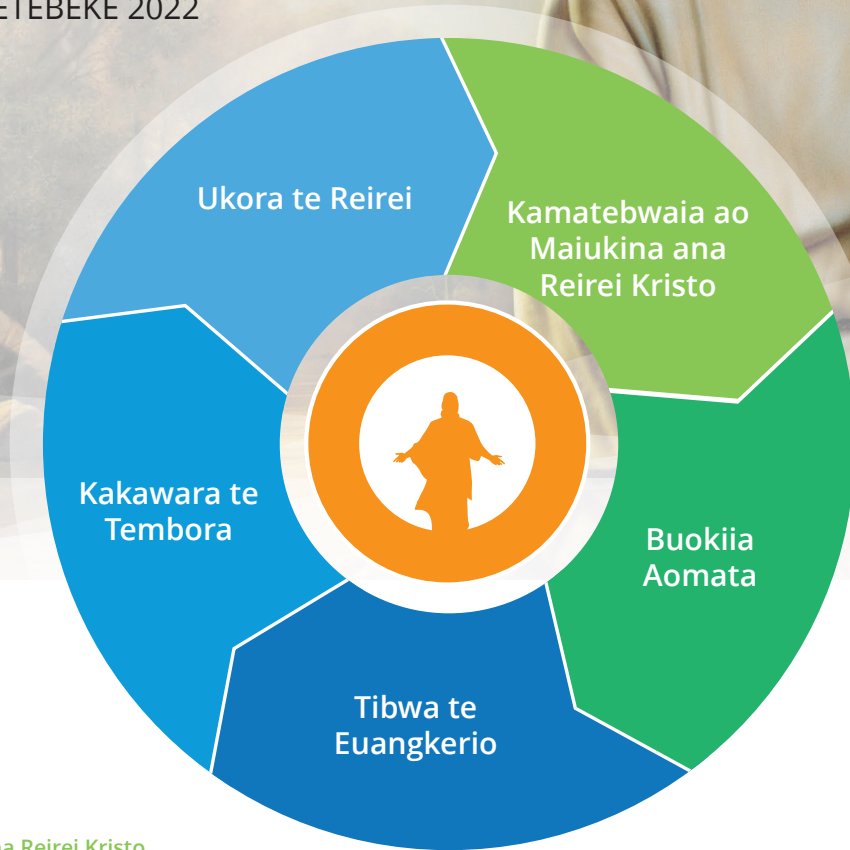 2022
Ukora te Reirei
Kamatebwaia ao
Maiukina ana
Reirei Kristo
Kakawara te
Tembora
Buokiia
Aomata
Tibwa te
Euangkerio
Reirei Kristo